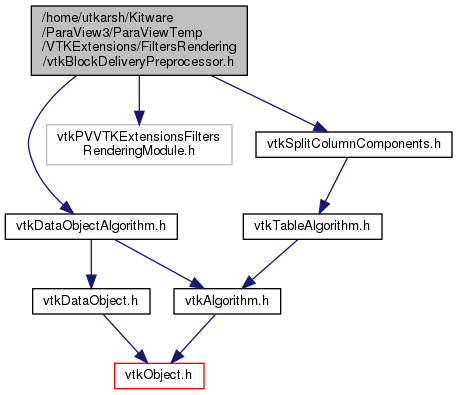 /home/utkarsh/Kitware
/ParaView3/ParaViewTemp
/VTKExtensions/FiltersRendering
/vtkBlockDeliveryPreprocessor.h
vtkPVVTKExtensionsFilters
RenderingModule.h
vtkSplitColumnComponents.h
vtkDataObjectAlgorithm.h
vtkTableAlgorithm.h
vtkDataObject.h
vtkAlgorithm.h
vtkObject.h